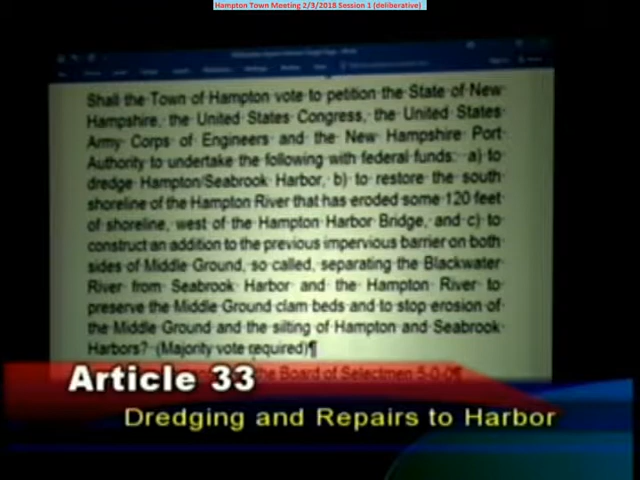 Hampton Town Meeting 2/3/2018 Session 1 (deliberative)
Shall the Town of Hampton vote to petition the State of New
Hampshire, the United States Congress, the United States
Army Corps of Engineers and the New Hampshire Port
Authority to undertake the following with federal funds: a) to
dredge Hampton/Seabrook Harbor, b) to restore the south
shoreline of the Hampton River that has eroded some 120 feet
of shoreline, west of the Hampton Harbor Bridge, and c) to
construct an addition to the previous impervious barrier on both
sides of Middle Ground, so called, separating the Blackwater
River from Seabrook Harbor and the Hampton River to
preserve the Middle Ground clam beds and to stop erosion of
the Middle Ground and the silting of Hampton and Seabrook
Harbors? (Majority vote required)¶
the Board of Selectmen 5-0-0¶
Article 33
Dredging and Repairs to Harbor